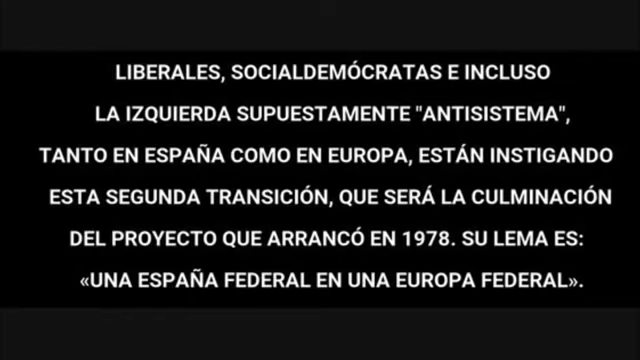 LIBERALES, SOCIALDEMÓCRATAS E INCLUSO
LA IZQUIERDA SUPUESTAMENTE "ANTISISTEMA",
TANTO EN ESPAÑA COMO EN EUROPA, ESTÁN INSTIGANDO
ESTA SEGUNDA TRANSICIÓN, QUE SERÁ LA CULMINACIÓN
DEL PROYECTO QUE ARRANCÓ EN 1978. SU LEMA ES:
«UNA ESPAÑA FEDERAL EN UNA EUROPA FEDERAL».